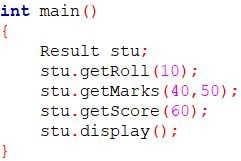 int main()
{
    Result stu;
    stu.getRoll(10);
    stu.getMarks(40,50);
    stu.getScore(60);
    stu.display();
}